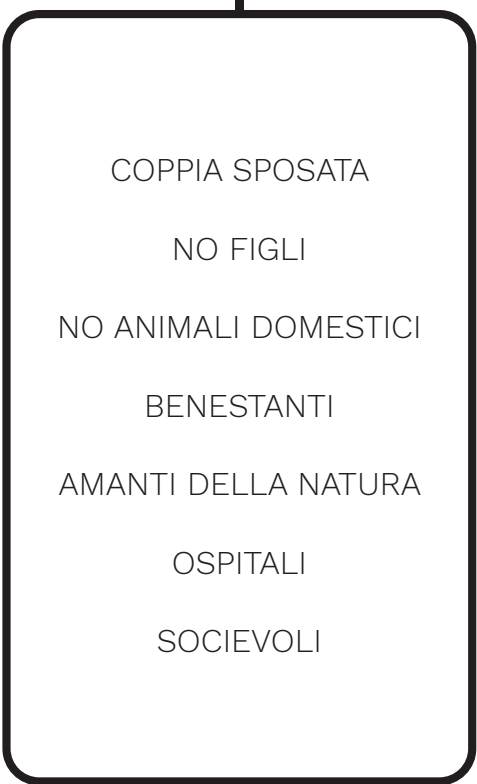 COPPIA SPOSATA
NO FIGLI
NO ANIMALI DOMESTICI
BENESTANTI
AMANTI DELLA NATURA
OSPITALI
SOCIEVOLI